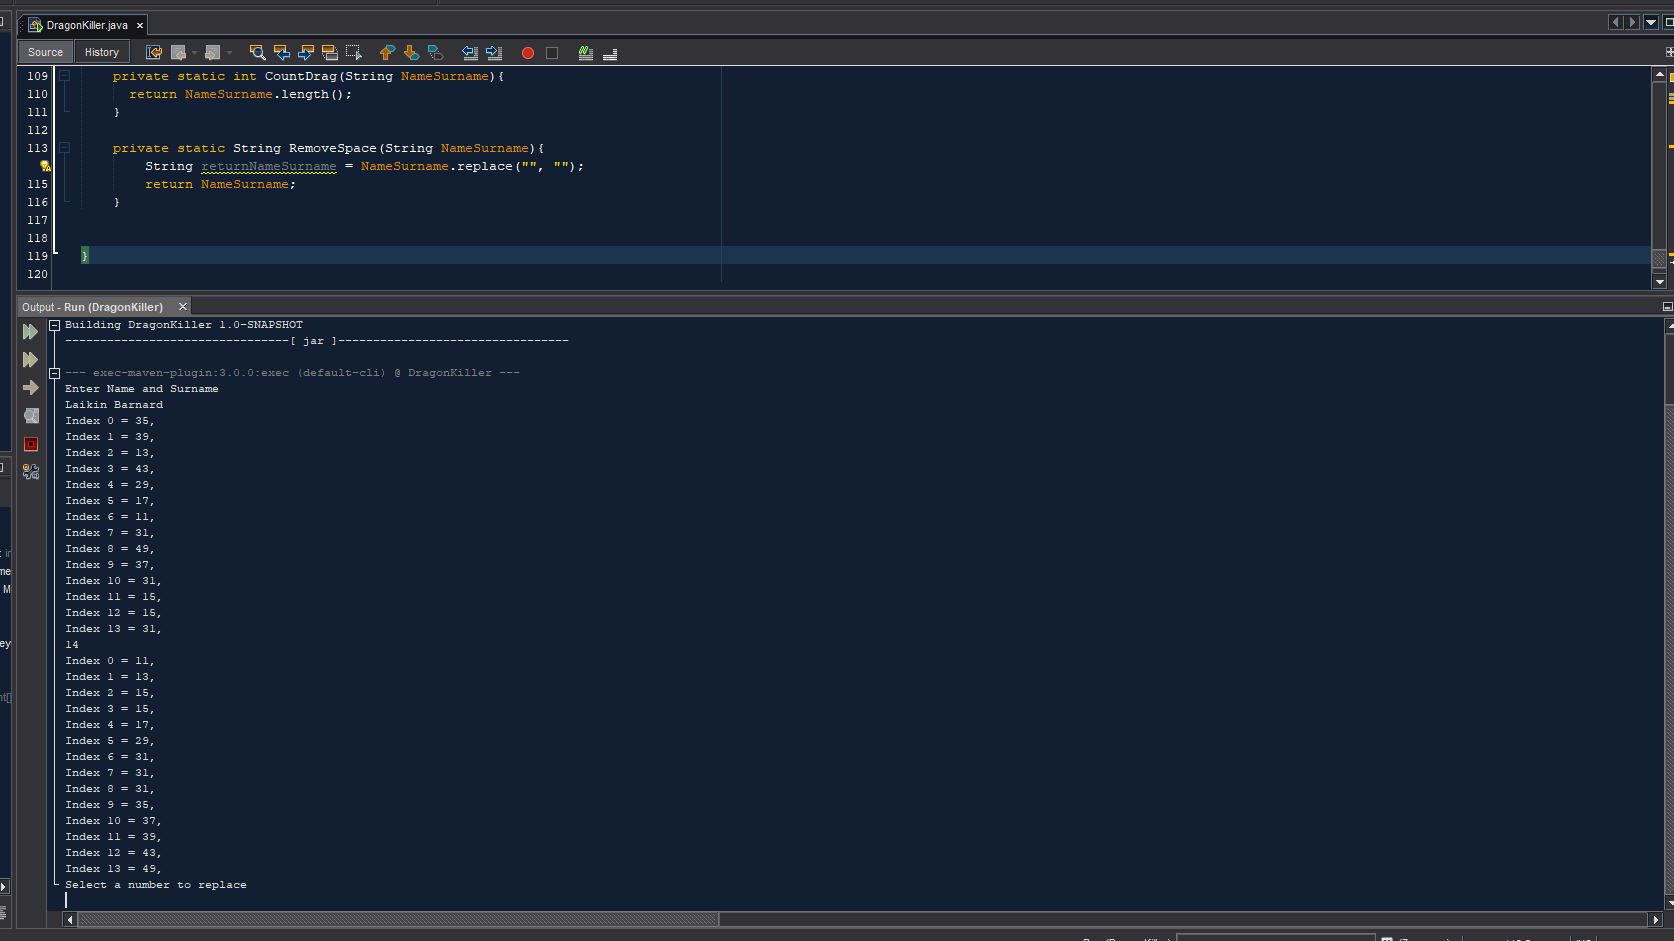 DragonKiller.java
Source History
109 private static int CountDrag(String NameSurname){
110 return NameSurname.length();
111 }
112
113 private static String RemoveSpace(String NameSurname){
String returnNameSurname = NameSurname.replace("", "");
115 return NameSurname;
116 }
117
118
119 }
120
Output - Run (DragonKiller)
Building DragonKiller 1.0-SNAPSHOT
--------------------------------[ jar ]---------------------------------
--- exec-maven-plugin:3.0.0:exec (default-cli) @ DragonKiller ---
Enter Name and Surname
Laikin Barnard
Index 0 = 35,
Index 1 = 39,
Index 2 = 13,
Index 3 = 43,
Index 4 = 29,
Index 5 = 17,
Index 6 = 11,
Index 7 = 31,
Index 8 = 49,
Index 9 = 37,
Index 10 = 31,
Index 11 = 15,
Index 12 = 15,
Index 13 = 31,
14
Index 0 = 11,
Index 1 = 13,
Index 2 = 15,
Index 3 = 15,
Index 4 = 17,
Index 5 = 29,
Index 6 = 31,
Index 7 = 31,
Index 8 = 31,
Index 9 = 35,
Index 10 = 37,
Index 11 = 39,
Index 12 = 43,
Index 13 = 49,
Select a number to replace